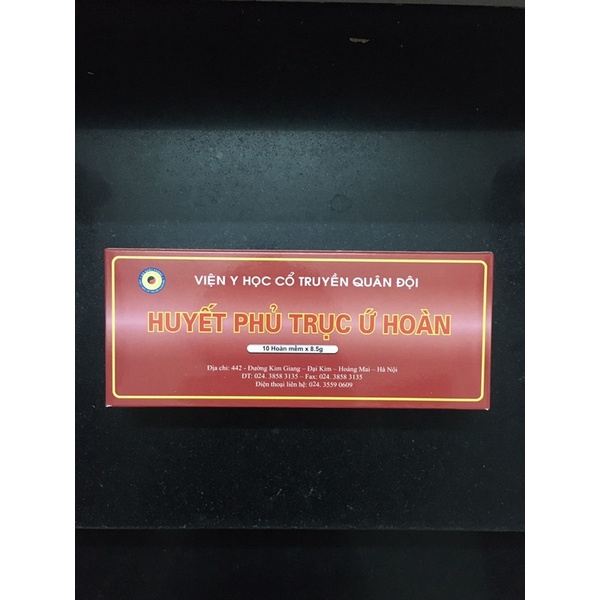 VIỆN Y HỌC CỔ TRUYỀN QUÂN ĐỘI
HUYẾT PHỦ TRỤC Ứ HOÀN
10 Hoàn mềm x 8.5g
Địa chỉ: 442 - Đường Kim Giang – Đại Kim – Hoàng Mai – Hà Nội
ĐT: 024. 3858 3135 – Fax: 024. 3858 3135
Điện thoại liên hệ: 024. 3559 0609